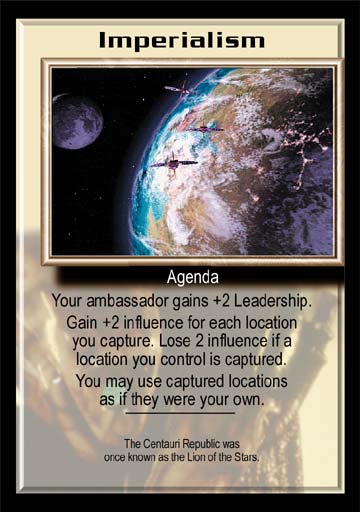 Imperialism
Agenda
Your ambassador gains +2 Leadership.
Gain +2 influence for each location
you capture. Lose 2 influence if a
location you control is captured.
You may use captured locations
as if they were your own.
The Centauri Republic was
once known as the Lion of the Stars.